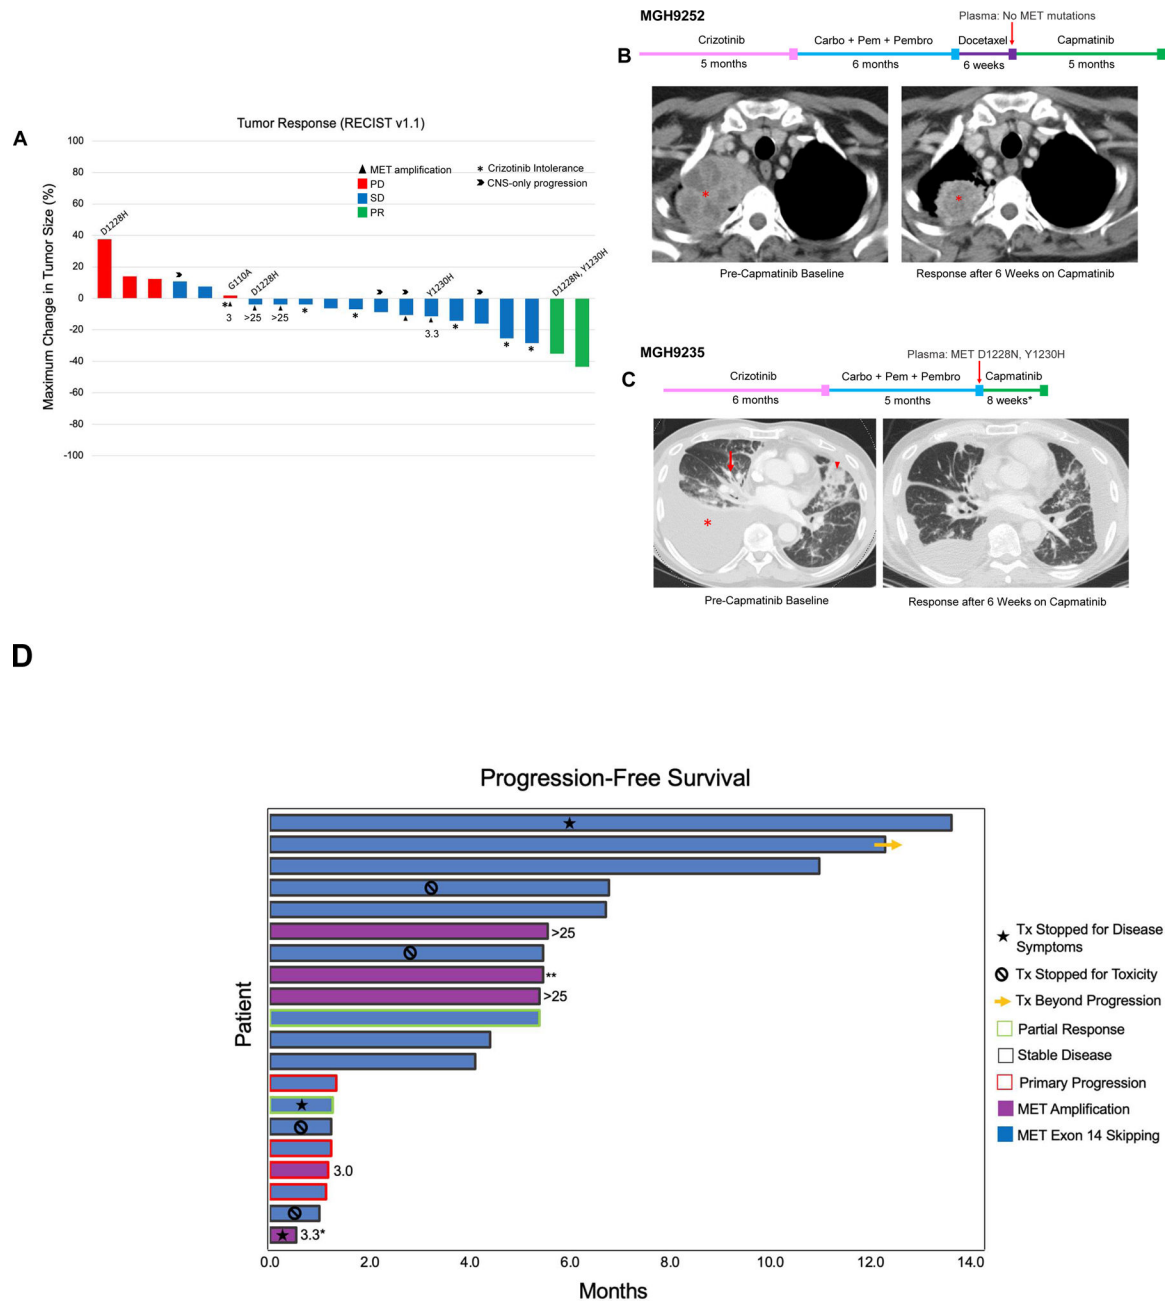 A
Tumor Response (RECIST v1.1)
Maximum Change in Tumor Size (%)
100
80
60
40
20
0
-20
-40
-60
-80
-100
MET amplification
PD
SD
PR
* Crizotinib Intolerance
CNS-only progression
D1228H
G110A
D1228H
Y1230H
D1228N, Y1230H
*
3
>25
>25
*
*
3.3
*
*
*
MGH9252
B
Plasma: No MET mutations
Crizotinib
Carbo + Pem + Pembro
Docetaxel
Capmatinib
5 months
6 months
6 weeks
5 months
*
*
Pre-Capmatinib Baseline
Response after 6 Weeks on Capmatinib
MGH9235
C
Plasma: MET D1228N, Y1230H
Crizotinib
Carbo + Pem + Pembro
Capmatinib
6 months
5 months
8 weeks*
*
Pre-Capmatinib Baseline
Response after 6 Weeks on Capmatinib
D
Progression-Free Survival
Patient
>25
**
>25
3.0
3.3*
0.0
2.0
4.0
6.0
8.0
10.0
12.0
14.0
Months
Tx Stopped for Disease
Symptoms
Tx Stopped for Toxicity
Tx Beyond Progression
Partial Response
Stable Disease
Primary Progression
MET Amplification
MET Exon 14 Skipping